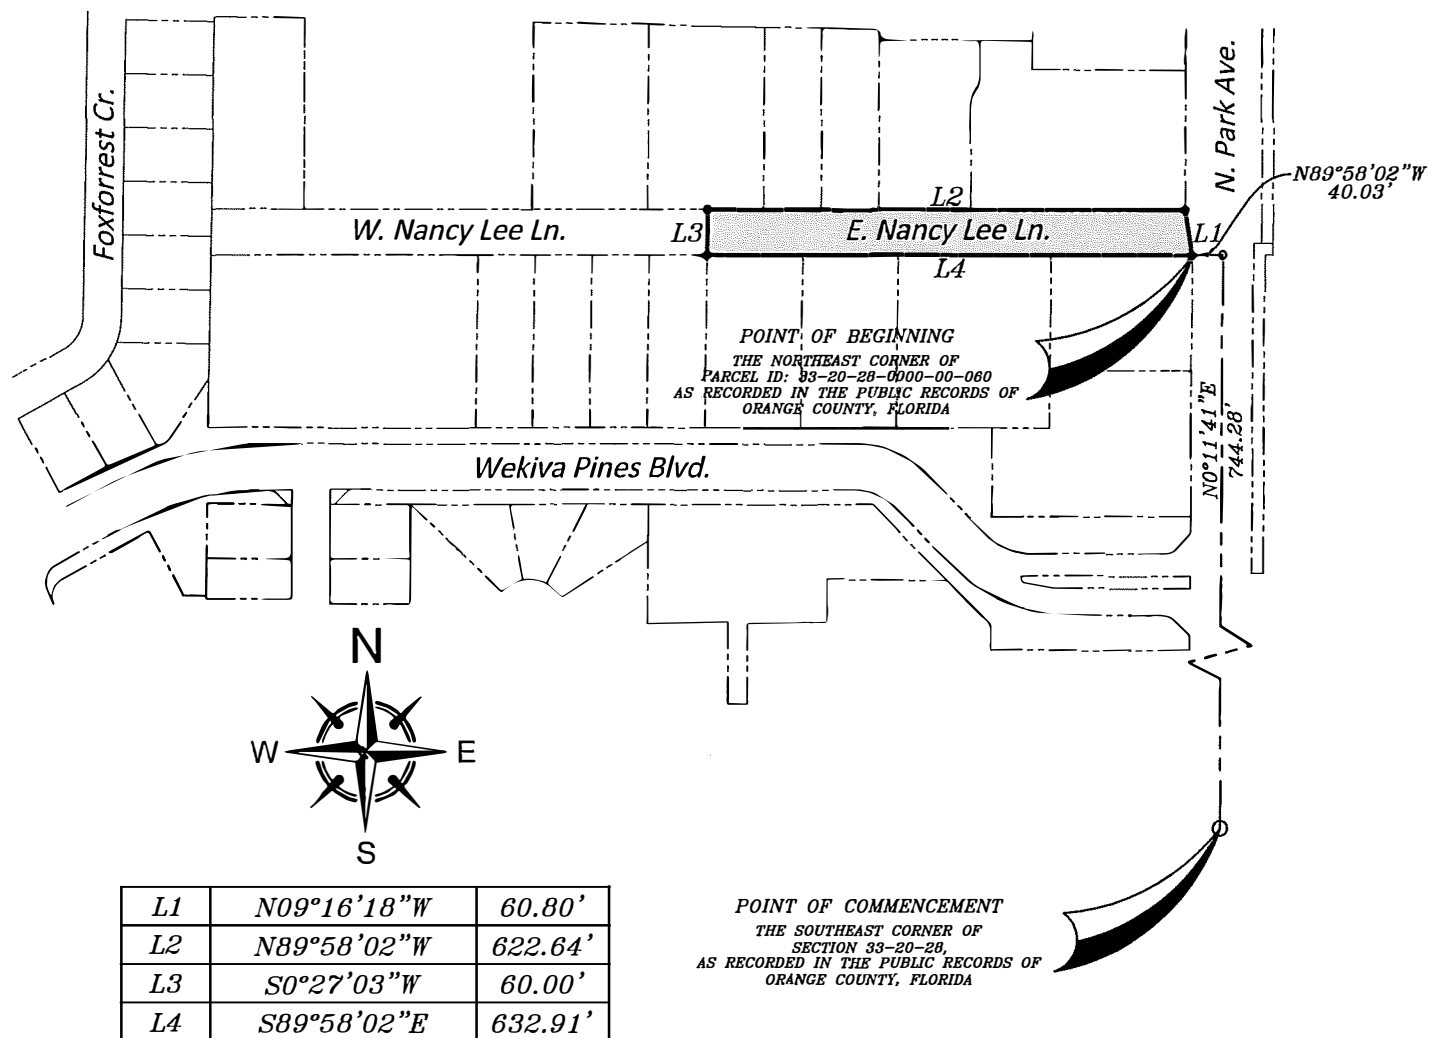 Foxforrest Cr.
N. Park Ave.
N89°58'02"W
40.03'
L2
W. Nancy Lee Ln.
L3
E. Nancy Lee Ln.
L1
L4
POINT OF BEGINNING
THE NORTHEAST CORNER OF
PARCEL ID: 33-20-28-0000-00-060
AS RECORDED IN THE PUBLIC RECORDS OF
ORANGE COUNTY, FLORIDA
N0°11'41"E
744.28'
Wekiva Pines Blvd.
N
W
E
S
L1 N09°16'18"W 60.80'
L2 N89°58'02"W 622.64'
L3 S0°27'03"W 60.00'
L4 S89°58'02"E 632.91'
POINT OF COMMENCEMENT
THE SOUTHEAST CORNER OF
SECTION 33-20-28,
AS RECORDED IN THE PUBLIC RECORDS OF
ORANGE COUNTY, FLORIDA